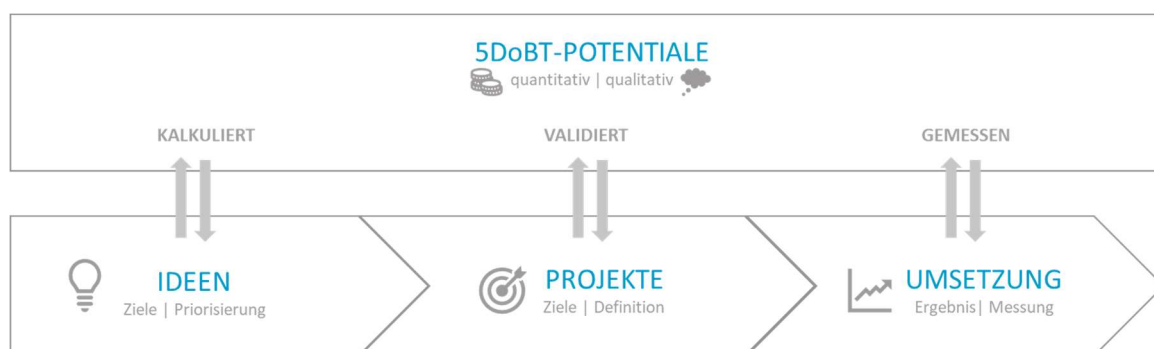 5DoBT-POTENTIALE
quantitativ | qualitativ
KALKULIERT VALIDIERT GEMESSEN
IDEEN PROJEKTE UMSETZUNG
Ziele | Priorisierung Ziele | Definition Ergebnis| Messung